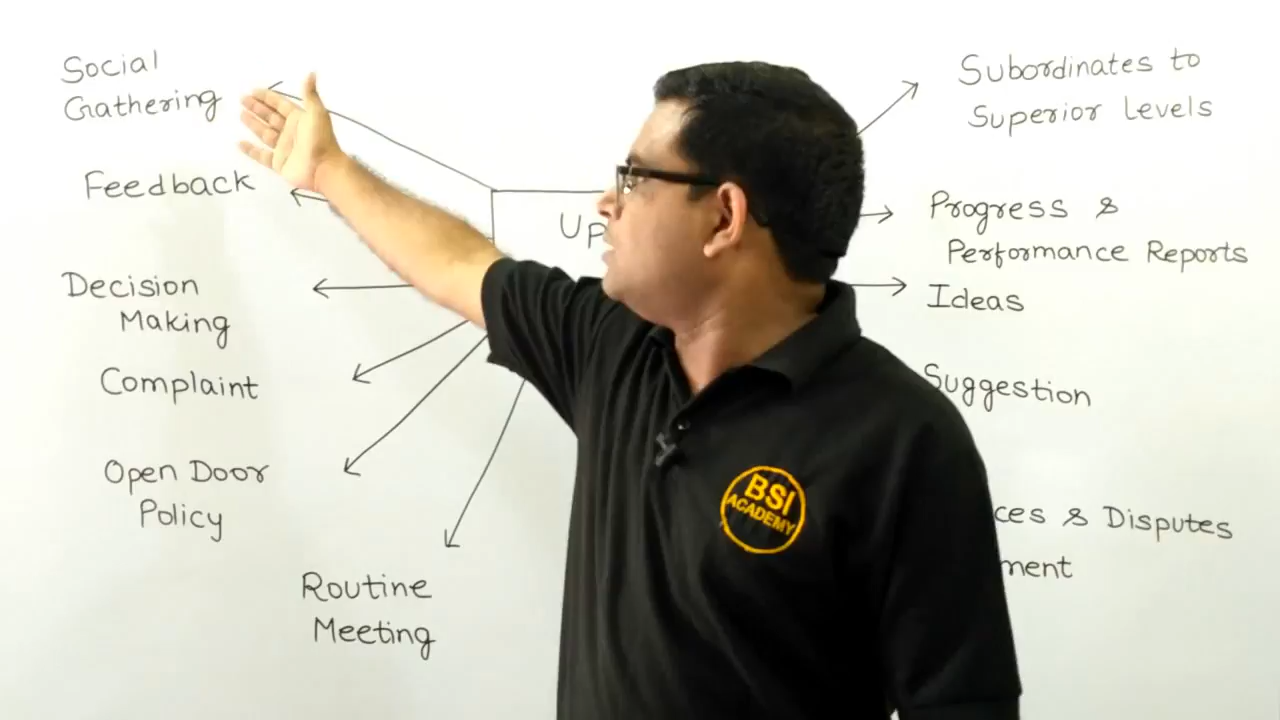 Social
Gathering
Feedback
Decision
Making
Complaint
Open Door
Policy
Routine
Meeting
Up
Subordinates to
Superior Levels
Progress &
Performance Reports
Ideas
Suggestion
ces & Disputes
ment
BSI
ACADEMY